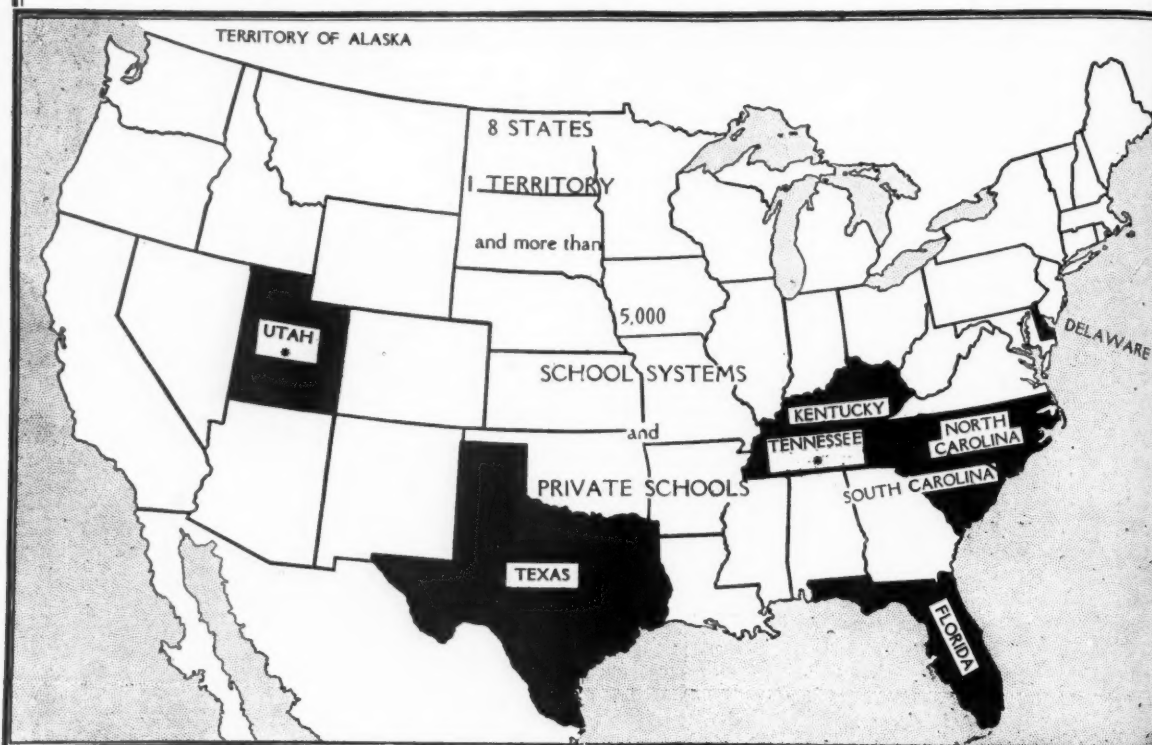 TERRITORY OF ALASKA
8 STATES
1 TERRITORY
and more than
5,000
SCHOOL SYSTEMS
and
PRIVATE SCHOOLS
UTAH
TEXAS
KENTUCKY
TENNESSEE
NORTH
CAROLINA
SOUTH CAROLINA
FLORIDA
DELAWARE